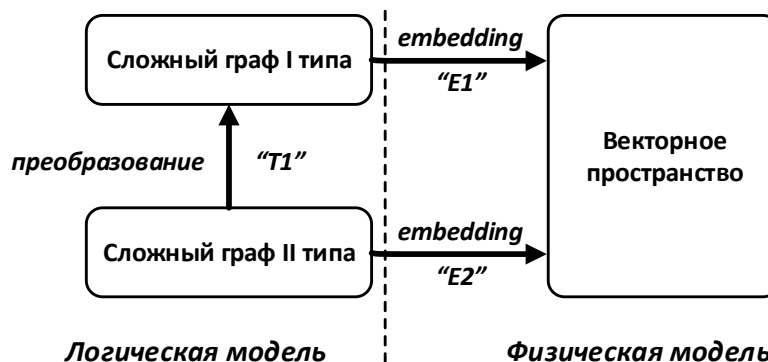 Сложный граф I типа
embedding
“E1”
Векторное
пространство
преобразование
“T1”
Сложный граф II типа
embedding
“E2”
Логическая модель
Физическая модель